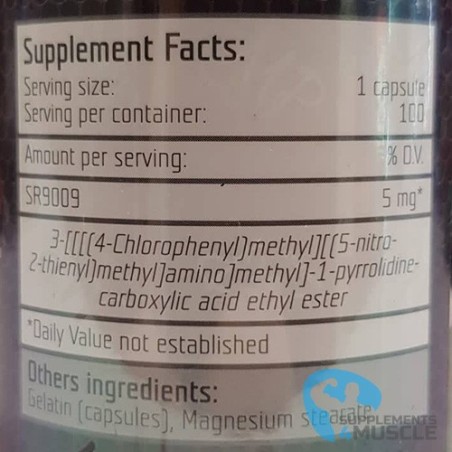 Supplement Facts:
Serving size: 1 capsule
Serving per container: 100
Amount per serving: % D.V.
SR9009 5 mg*
3-[[[(4-Chlorophenyl)methyl][(5-nitro-
2-thienyl)methyl]amino]methyl]-1-pyrrolidine-
carboxylic acid ethyl ester
*Daily Value not established
Others ingredients:
Gelatin (capsules), Magnesium stearate
SUPPLEMENTS
4MUSCLE